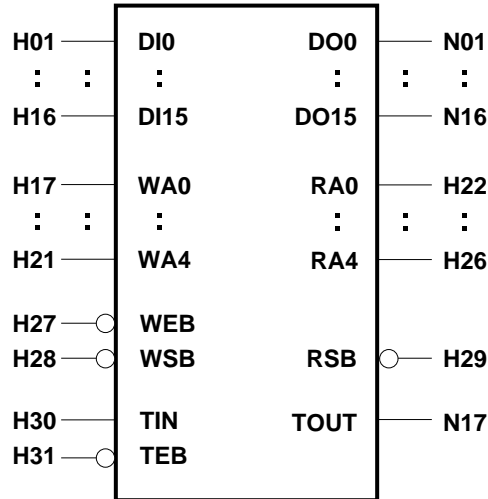 H01 DI0 DO0 N01
: : : : : :
H16 DI15 DO15 N16
H17 WA0 RA0 H22
: : : : : :
H21 WA4 RA4 H26
H27 WEB
H28 WSB RSB H29
H30 TIN TOUT N17
H31 TEB